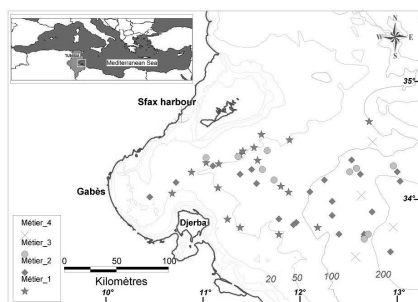 N
W E
S
Tunisia
Mediterranean Sea
35°
Sfax harbour
Gabès
34°
Djerba
Métier_4
Métier_3
Métier_2
Métier_1
0 50 100
Kilomètres
20 50 100 200
10° 11° 12° 13°